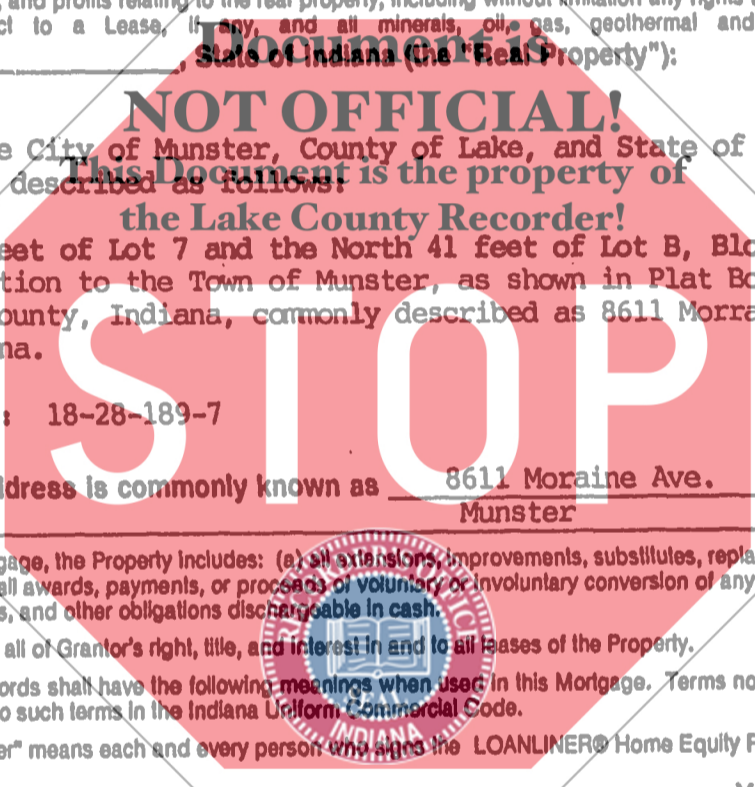 and profits relating to the real property, including without limitation any rights
ct to a Lease, if any, and all minerals, oil, gas, geothermal and
Document is
, State of Indiana (the "Real Property"):
NOT OFFICIAL!
e City of Munster, County of Lake, and State of
This Document is the property of
described as follows:
the Lake County Recorder!
eet of Lot 7 and the North 41 feet of Lot B, Blo
tion to the Town of Munster, as shown in Plat Bo
ounty, Indiana, commonly described as 8611 Morra
na.
STOP
: 18-28-189-7
ddress is commonly known as 8611 Moraine Ave.
Munster
gage, the Property includes: (a) all extensions, improvements, substitutes, repla
all awards, payments, or proceeds of voluntary or involuntary conversion of any
s, and other obligations dischargeable in cash.
all of Grantor's right, title, and interest in and to all leases of the Property.
ords shall have the following meanings when used in this Mortgage. Terms no
o such terms in the Indiana Uniform Commercial Code.
er" means each and every person who signs the LOANLINER® Home Equity P
INDIANA